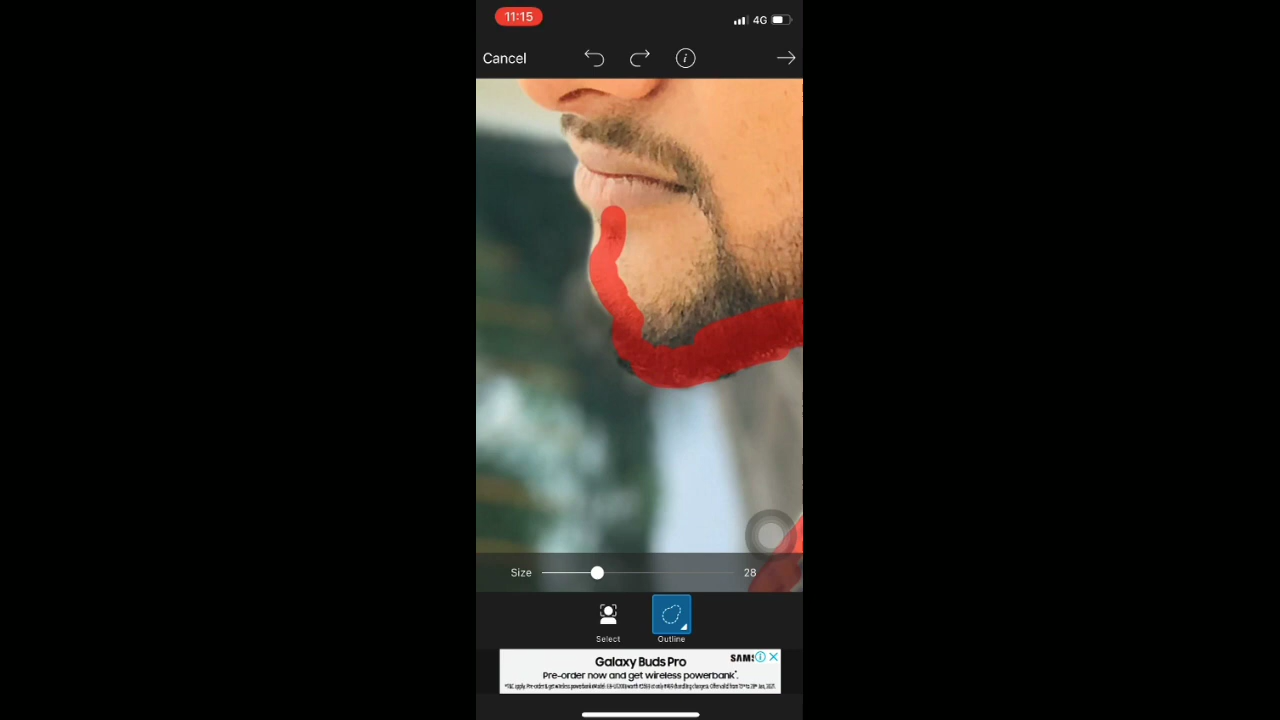 11:15
4G
Cancel
Size
28
Select
Outline
Galaxy Buds Pro
SAMS
Pre-order now and get wireless powerbank*.